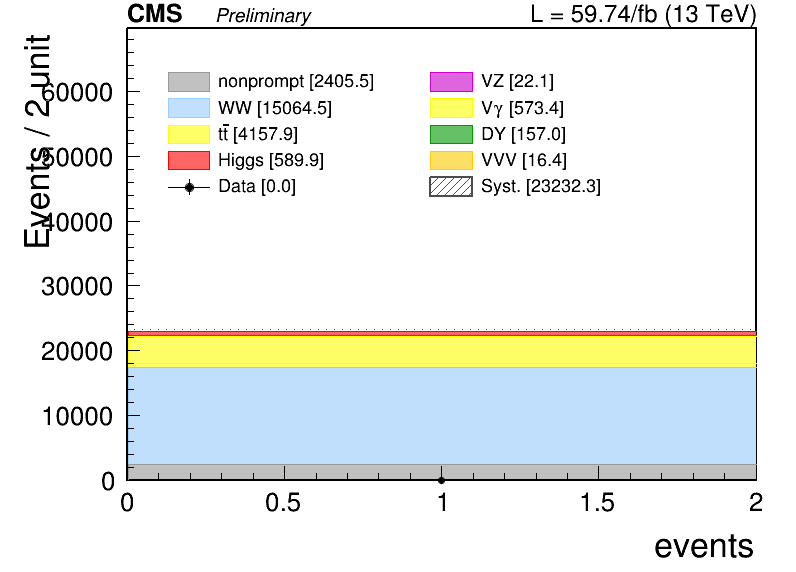 CMS Preliminary L = 59.74/fb (13 TeV)
Events / 2 unit
60000
50000
40000
30000
20000
10000
0
nonprompt [2405.5]
WW [15064.5]
tt̄ [4157.9]
Higgs [589.9]
Data [0.0]
VZ [22.1]
Vγ [573.4]
DY [157.0]
VVV [16.4]
Syst. [23232.3]
0 0.5 1 1.5 2
events